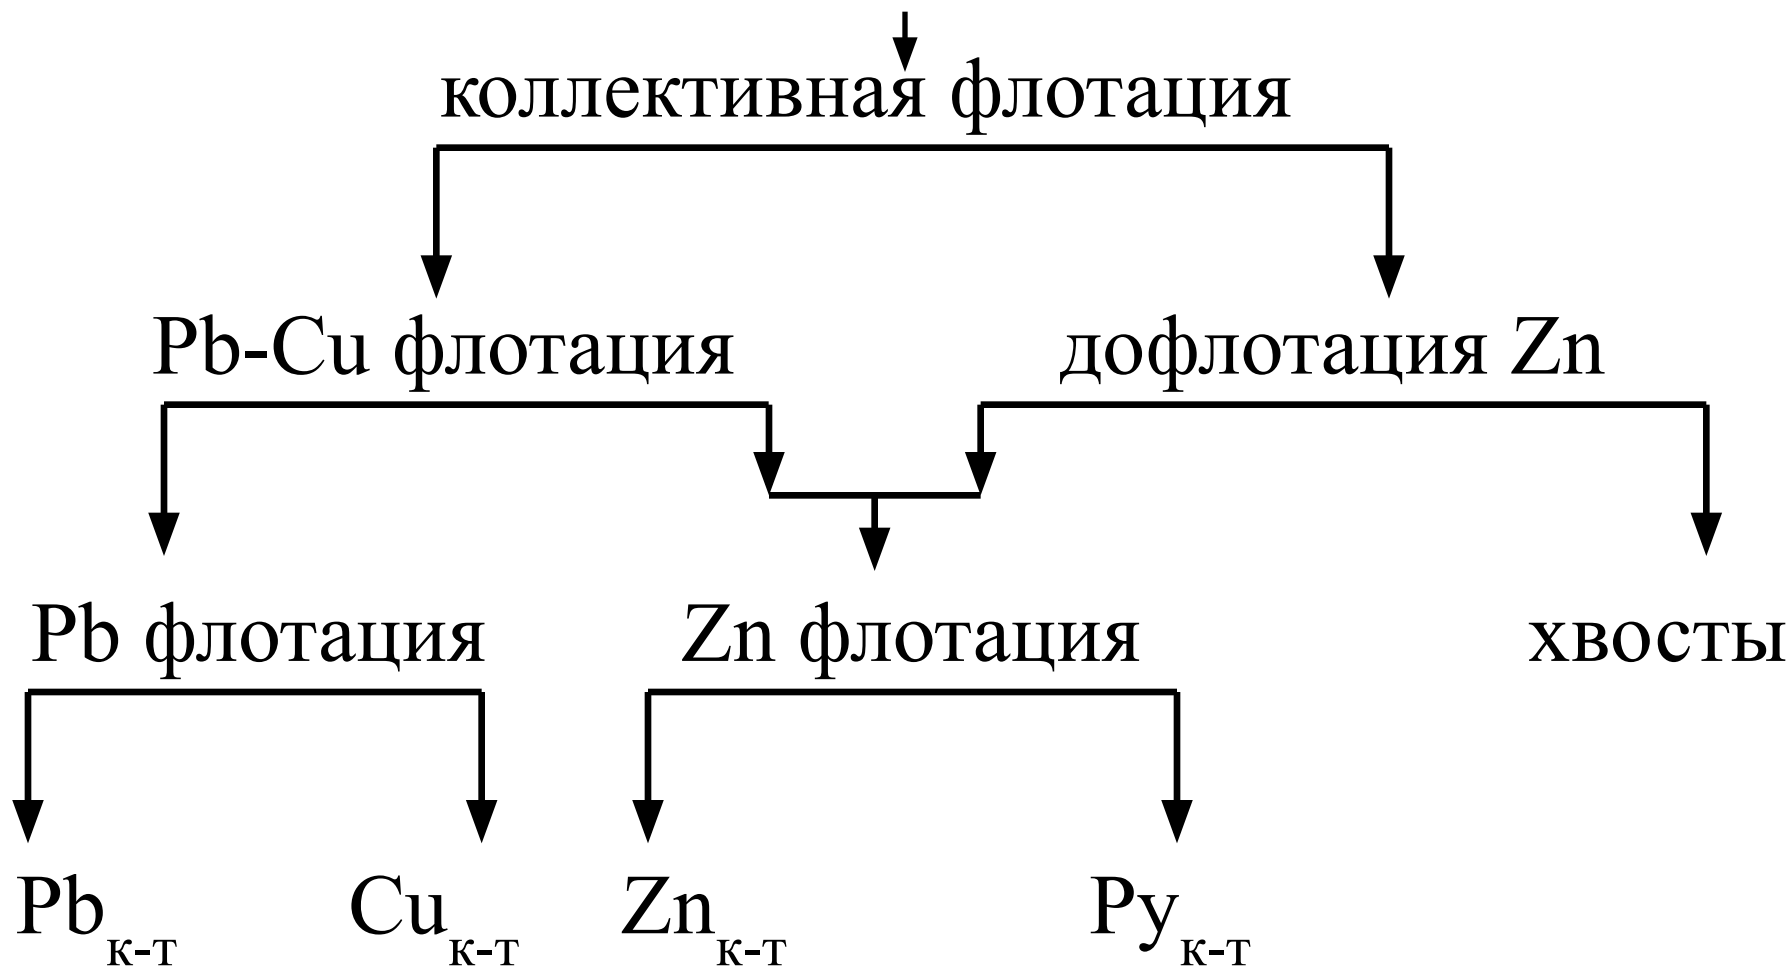 коллективная флотация
Pb-Cu флотация дофлотация Zn
Pb флотация Zn флотация хвосты
Pbк-т Cuк-т Znк-т Pyк-т